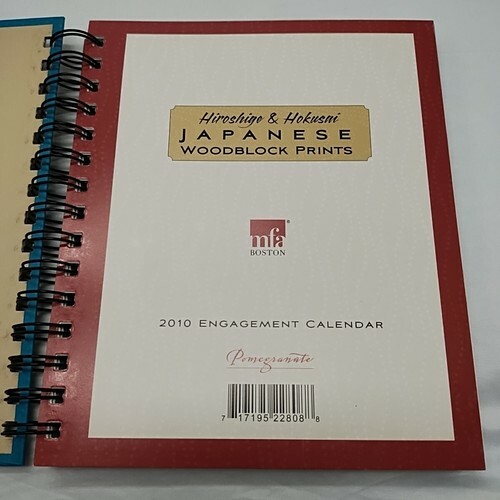 Hiroshige & Hokusai
JAPANESE
WOODBLOCK PRINTS
mfa®
BOSTON
2010 ENGAGEMENT CALENDAR
Pomegranate
7 17195 22808 8